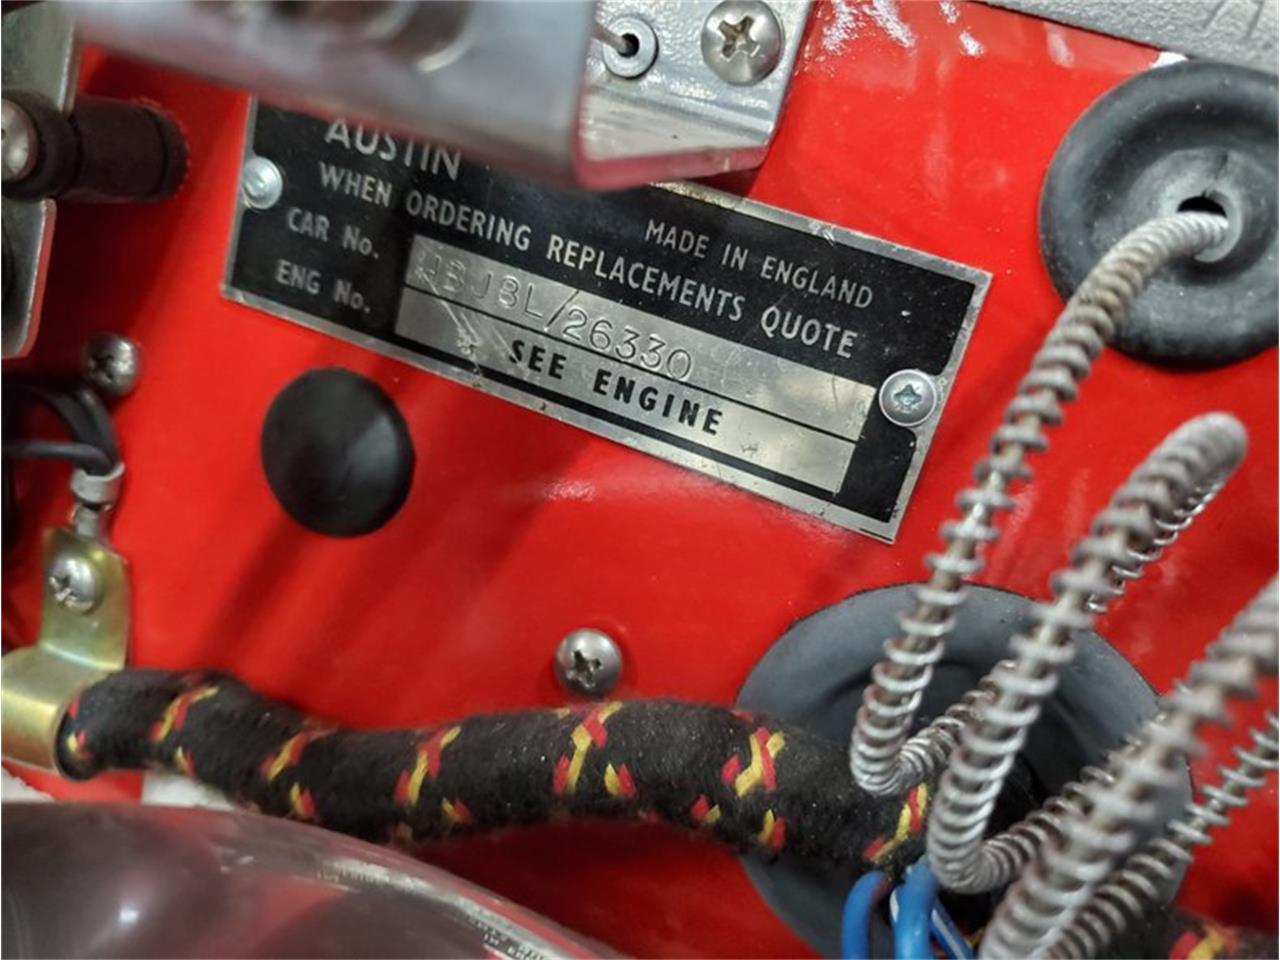 AUSTIN
MADE IN ENGLAND
WHEN ORDERING REPLACEMENTS QUOTE
CAR No. HBJ8L/26330
ENG No. SEE ENGINE